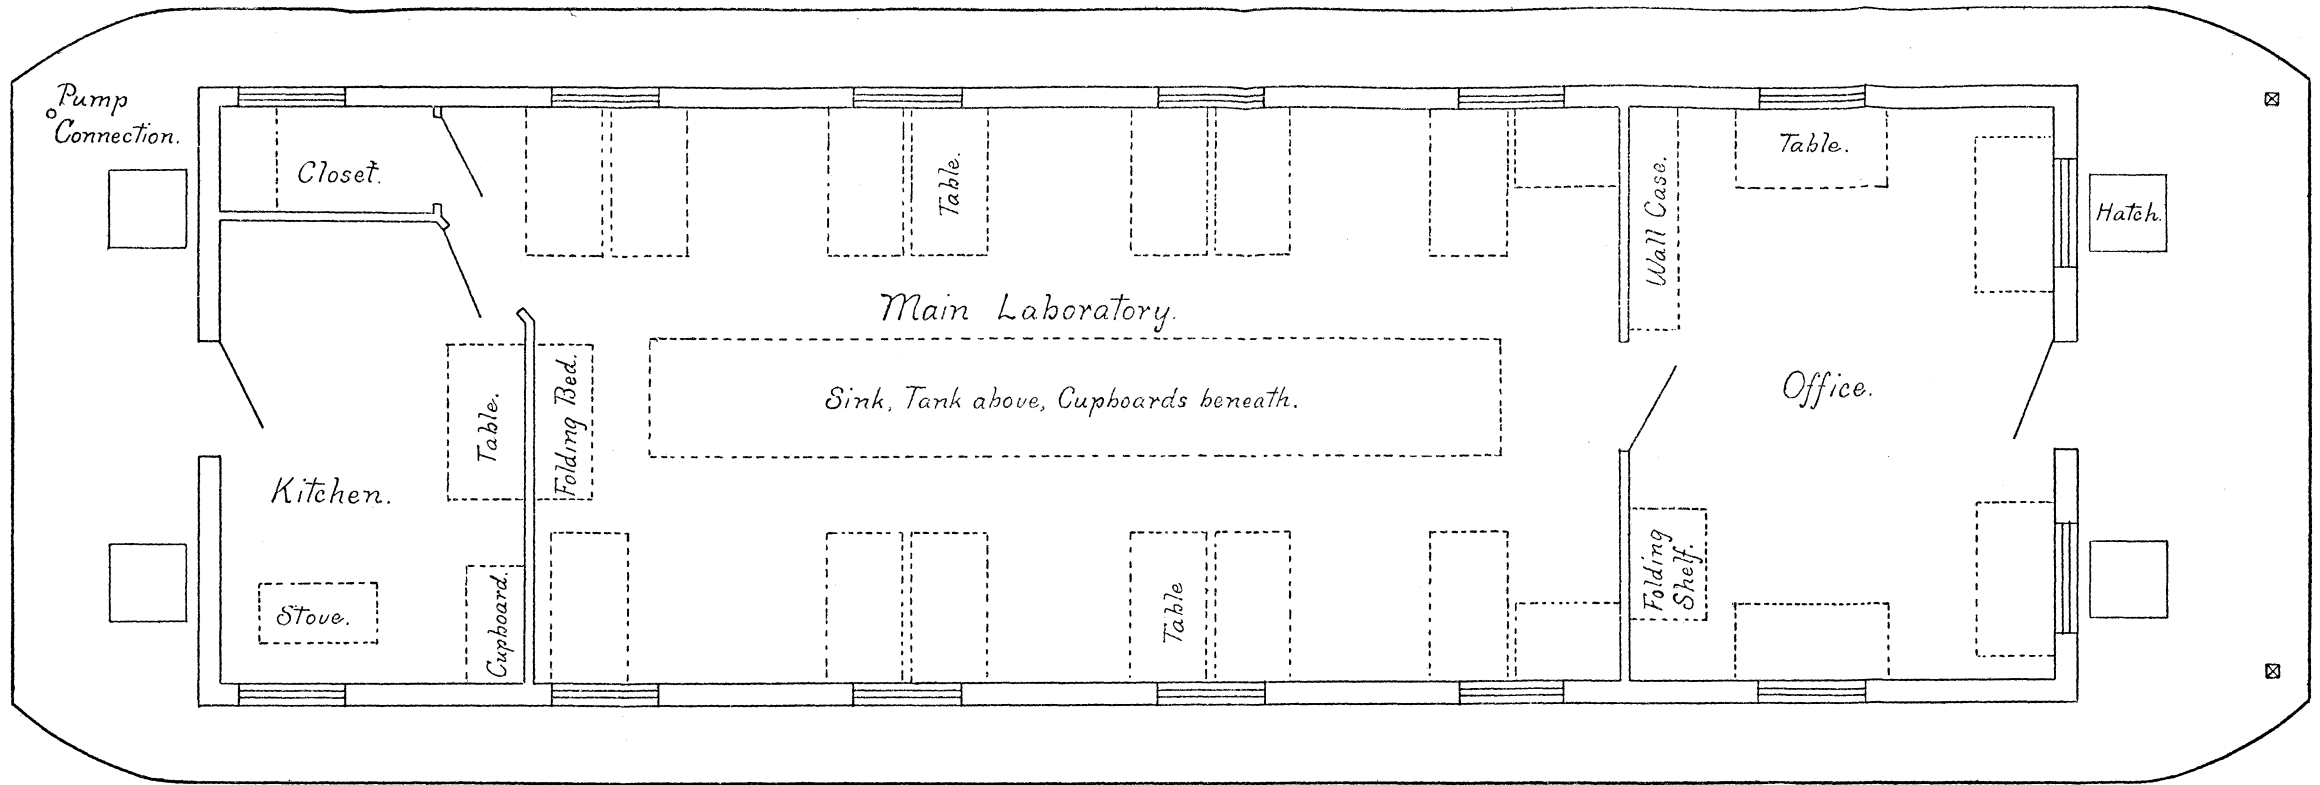 Pump
Connection.
Closet.
Table.
Wall Case.
Table.
Hatch.
Main Laboratory.
Table.
Folding Bed.
Sink, Tank above, Cupboards beneath.
Office.
Kitchen.
Stove.
Cupboard.
Table
Folding
Shelf.